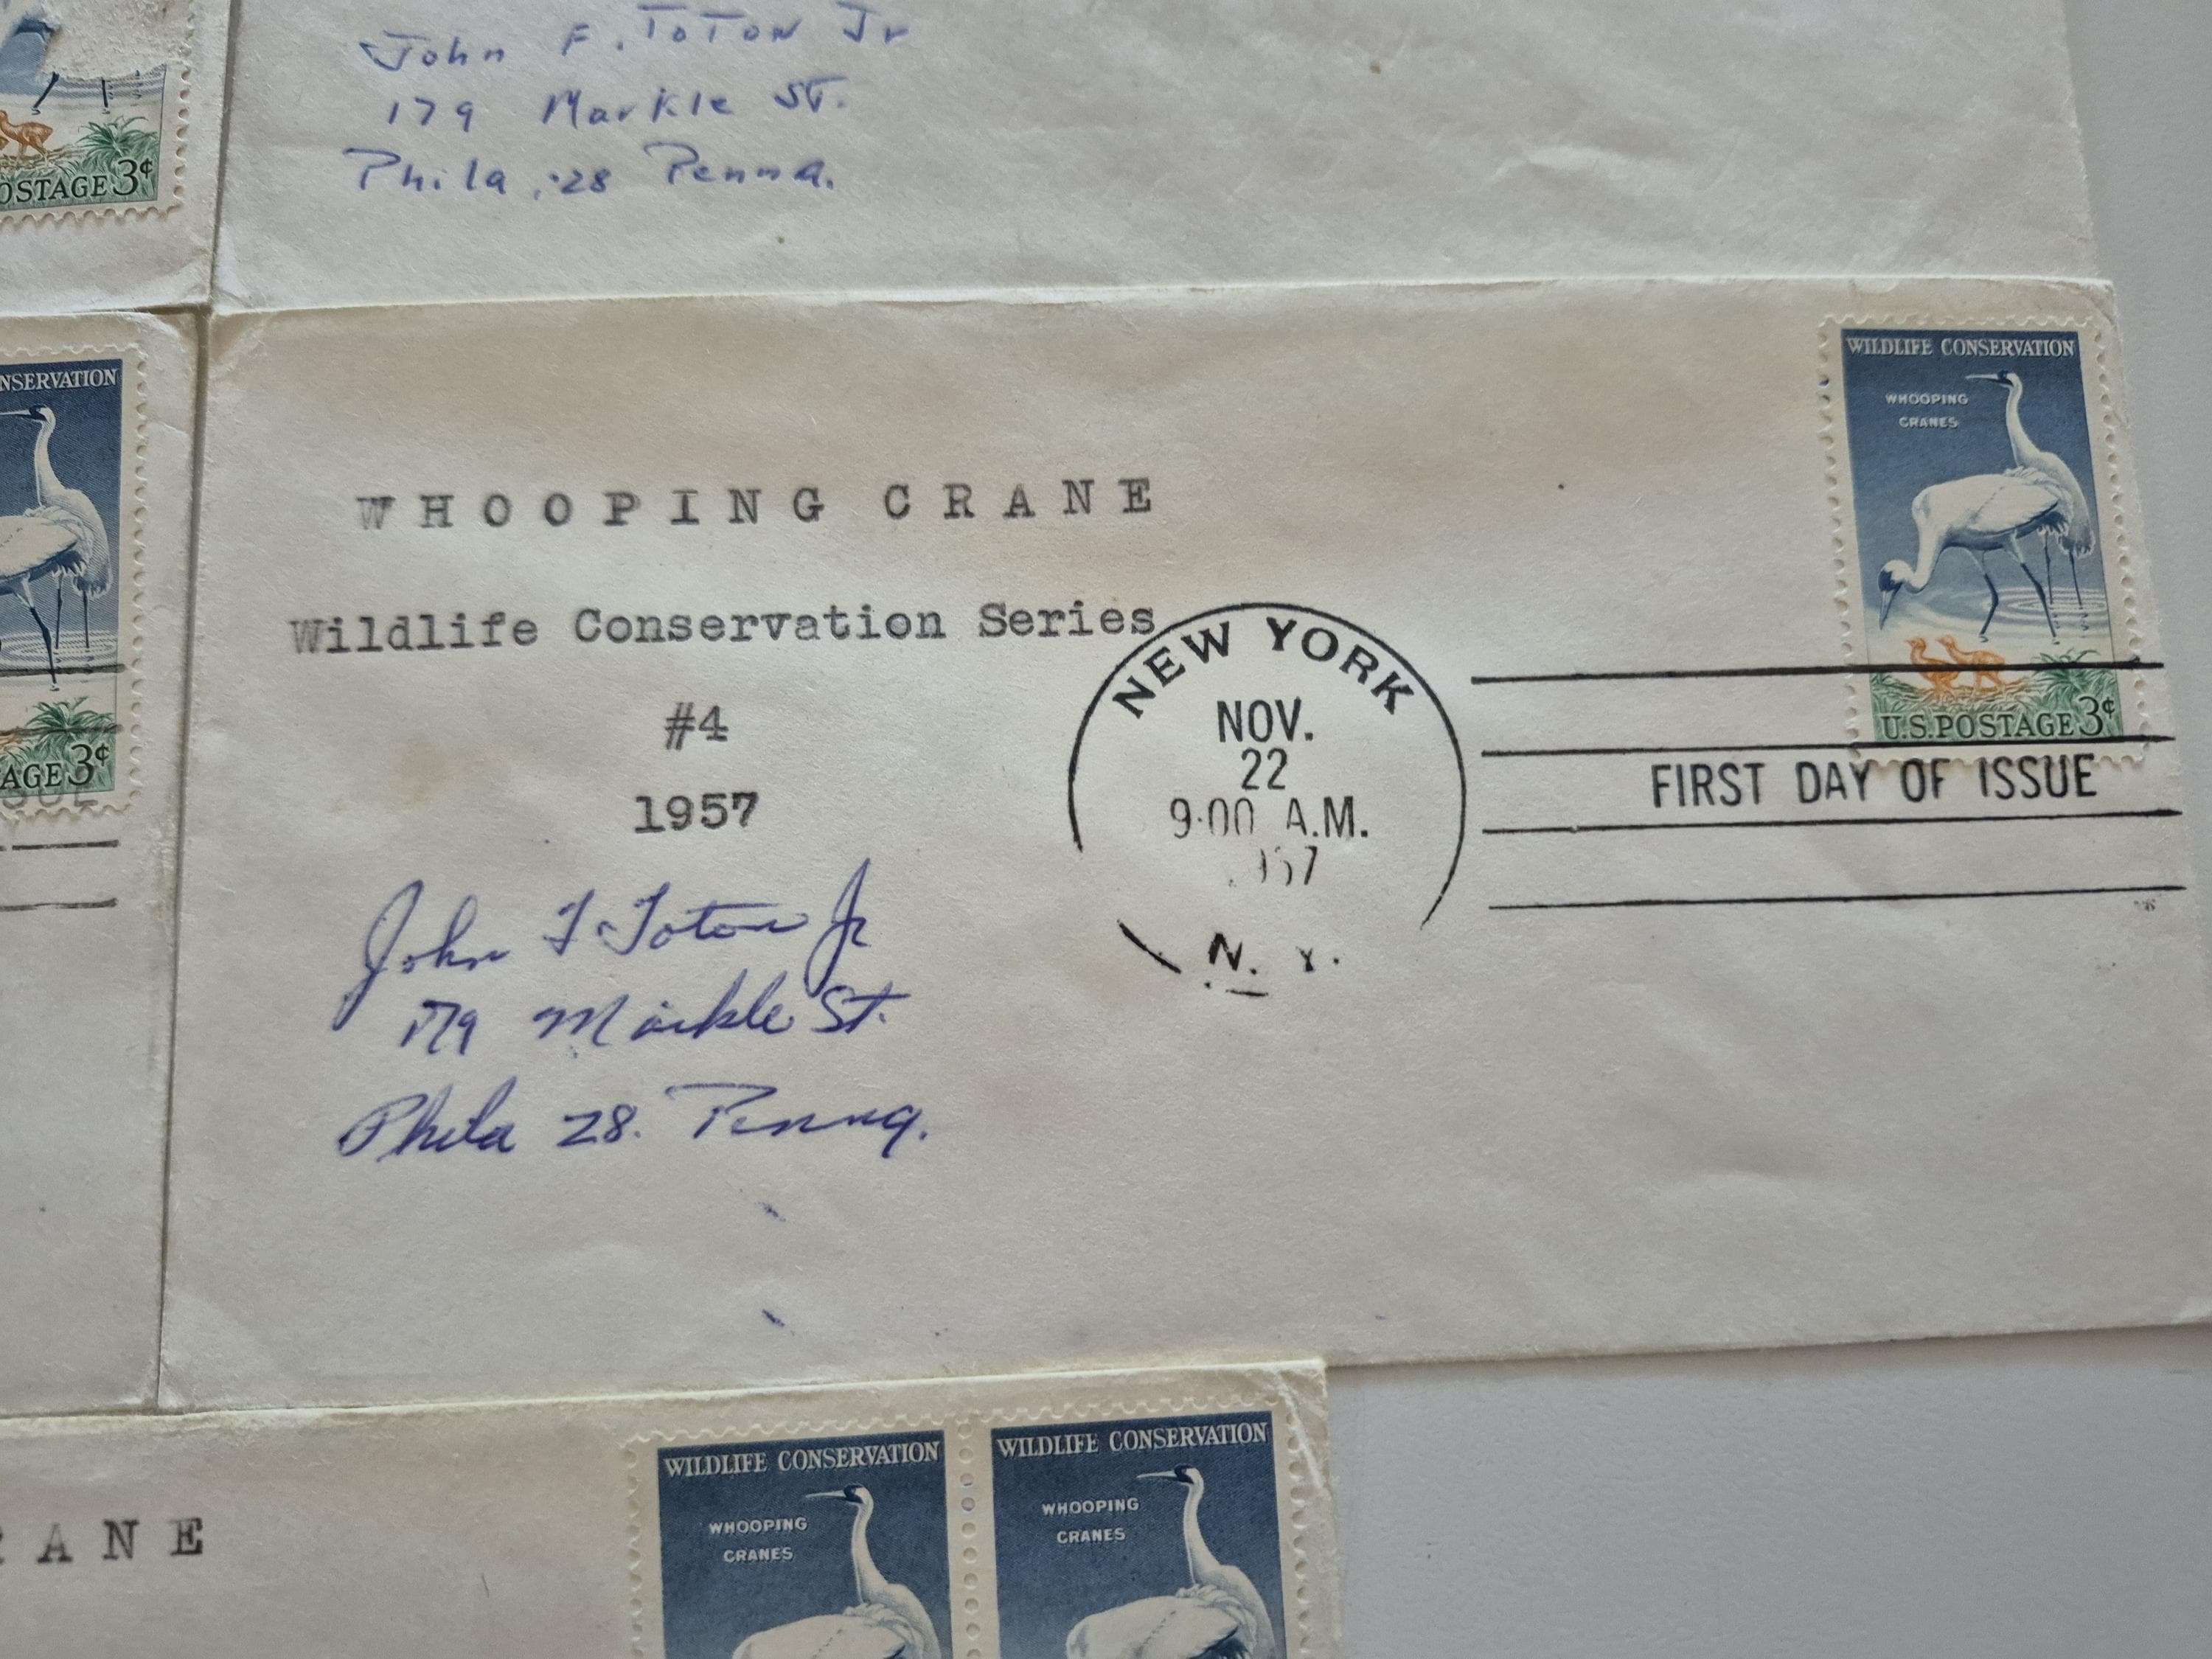 John F. Toton Jr
179 Markle St.
Phila. 28 Penna.
OSTAGE 3¢
NSERVATION
AGE 3¢
WHOOPING CRANE
Wildlife Conservation Series
#4
1957
John F Toton Jr
179 Markle St.
Phila 28. Penna.
NEW YORK
NOV.
22
9:00 A.M.
N. Y.
WILDLIFE CONSERVATION
WHOOPING
CRANES
U.S. POSTAGE 3¢
FIRST DAY OF ISSUE
RANE
WILDLIFE CONSERVATION
WHOOPING
CRANES
WILDLIFE CONSERVATION
WHOOPING
CRANES